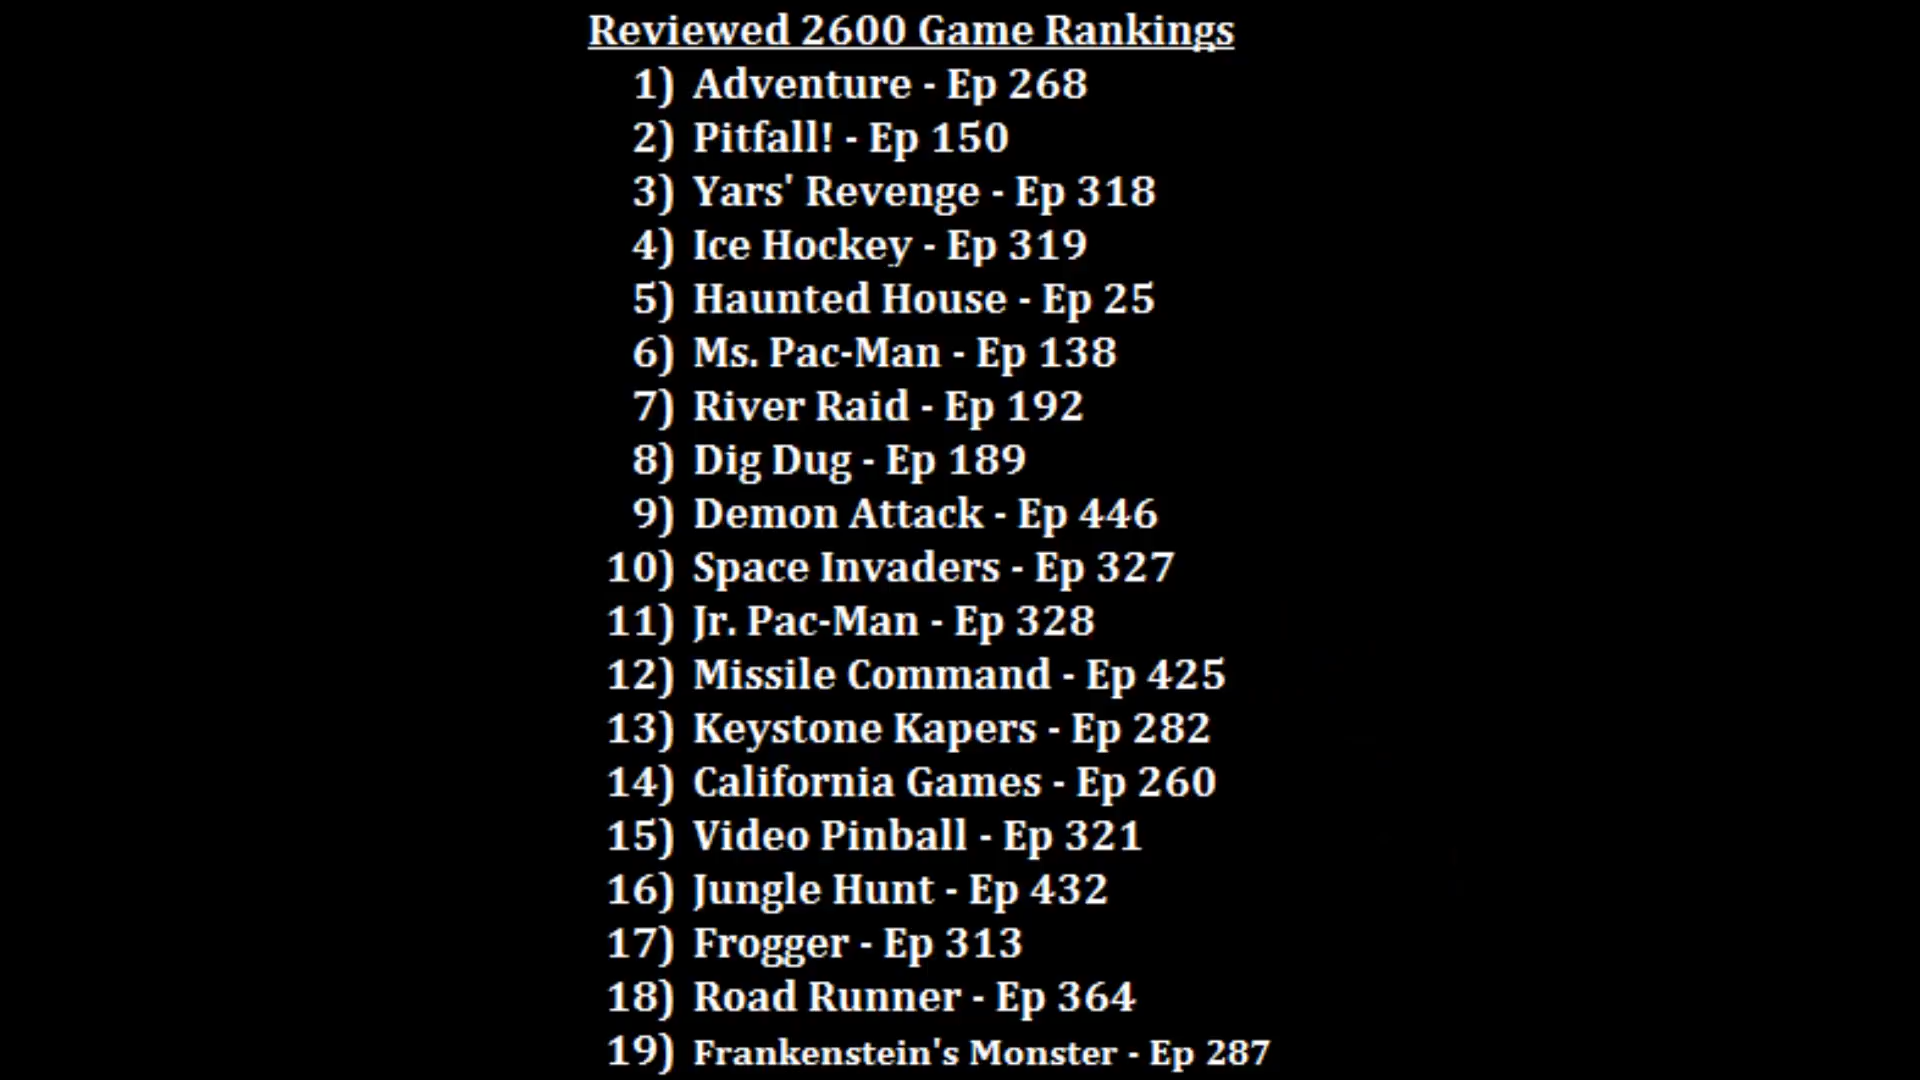 Reviewed 2600 Game Rankings
1) Adventure - Ep 268
2) Pitfall! - Ep 150
3) Yars' Revenge - Ep 318
4) Ice Hockey - Ep 319
5) Haunted House - Ep 25
6) Ms. Pac-Man - Ep 138
7) River Raid - Ep 192
8) Dig Dug - Ep 189
9) Demon Attack - Ep 446
10) Space Invaders - Ep 327
11) Jr. Pac-Man - Ep 328
12) Missile Command - Ep 425
13) Keystone Kapers - Ep 282
14) California Games - Ep 260
15) Video Pinball - Ep 321
16) Jungle Hunt - Ep 432
17) Frogger - Ep 313
18) Road Runner - Ep 364
19) Frankenstein's Monster - Ep 287